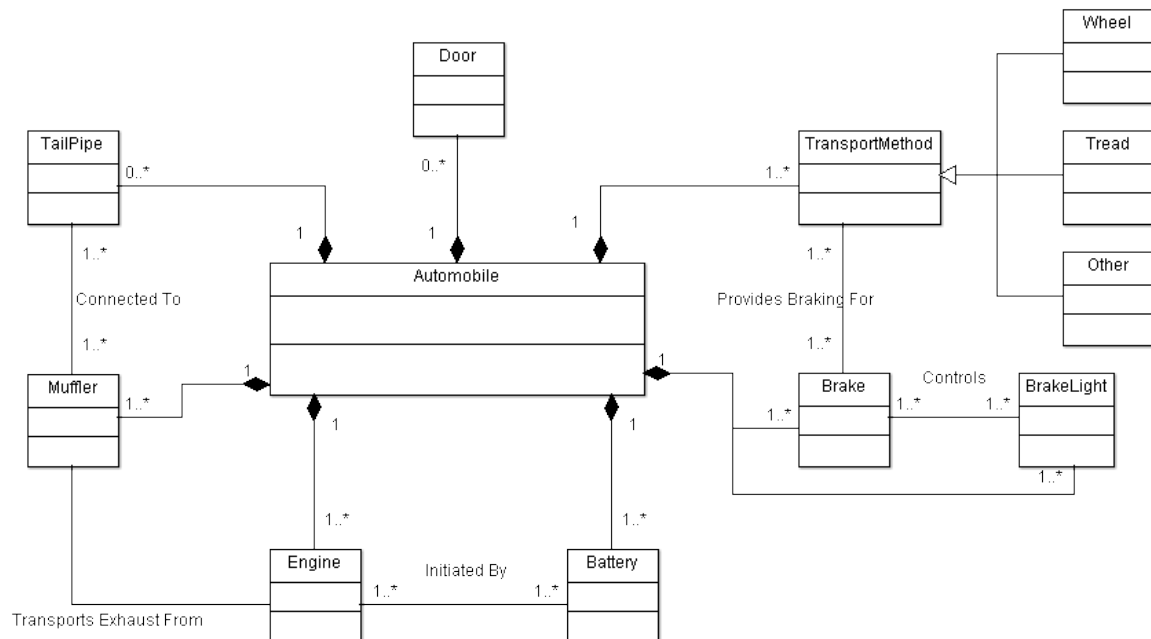 Wheel
Door
TailPipe
TransportMethod
Tread
0..*
0..*
1..*
1
1
1
1..*
1..*
Other
Automobile
Connected To
Provides Braking For
1..*
1..*
1
1
Muffler
Brake
Controls
BrakeLight
1..*
1..*
1..*
1..*
1
1
1..*
1..*
1..*
Engine
Initiated By
Battery
1..*
1..*
Transports Exhaust From